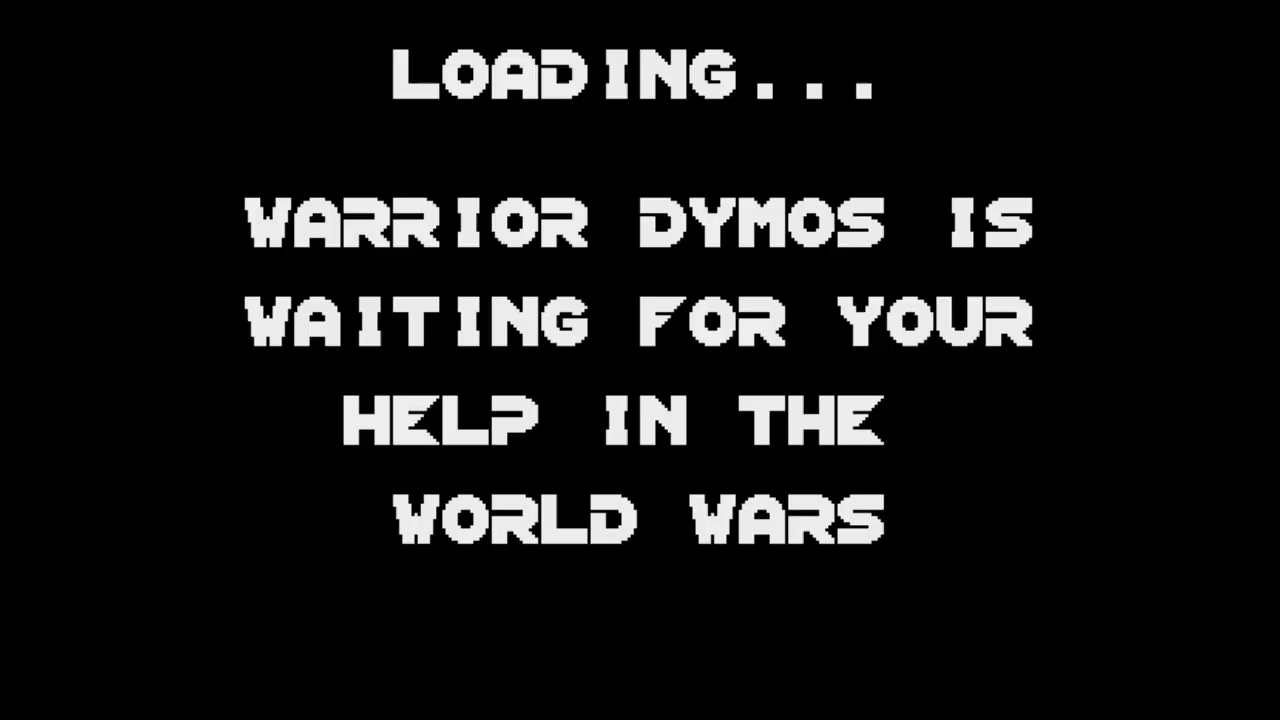 LOADING...
WARRIOR DYMOS IS
WAITING FOR YOUR
HELP IN THE
WORLD WARS